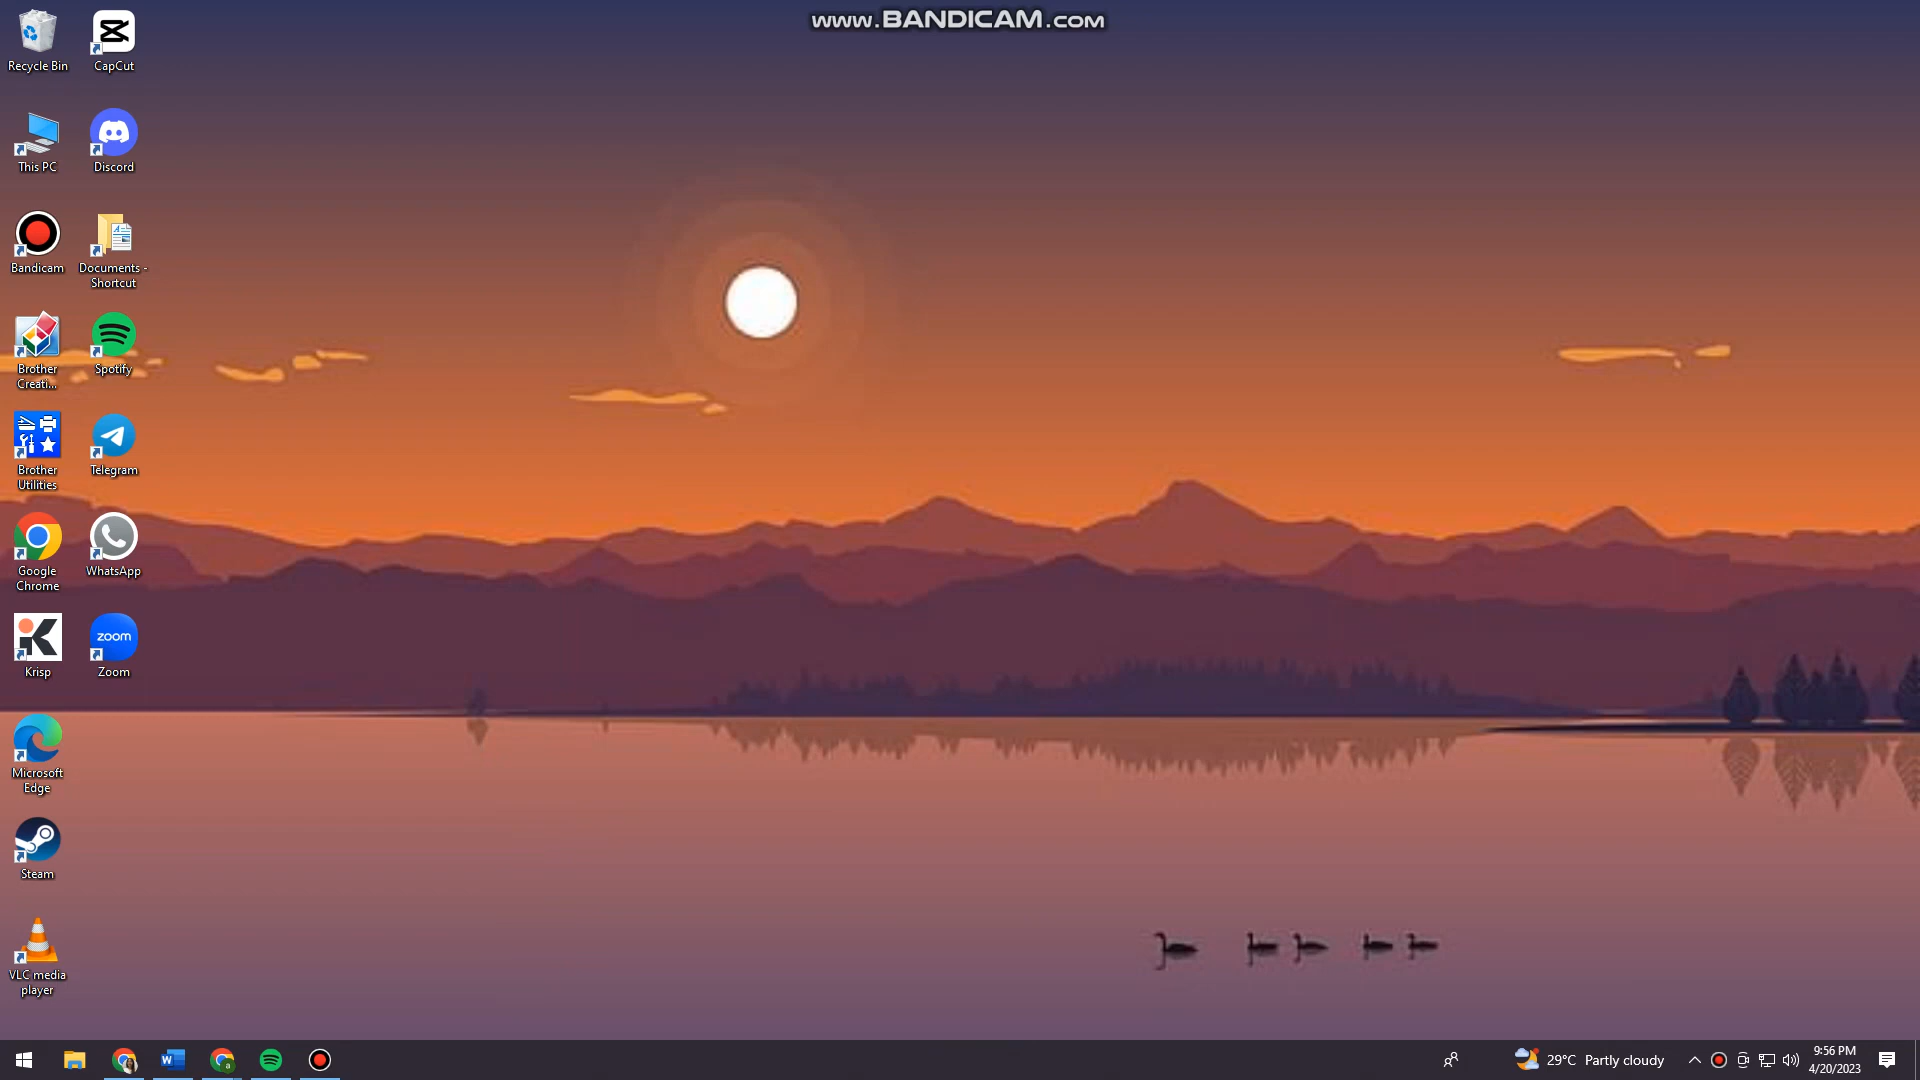 www.BANDICAM.com
Recycle Bin
CapCut
This PC
Discord
Bandicam
Documents -
Shortcut
Brother
Creati...
Spotify
Brother
Utilities
Telegram
Google
Chrome
WhatsApp
Krisp
zoom
Zoom
Microsoft
Edge
Steam
VLC media
player
W
a
29°C Partly cloudy
9:56 PM
4/20/2023